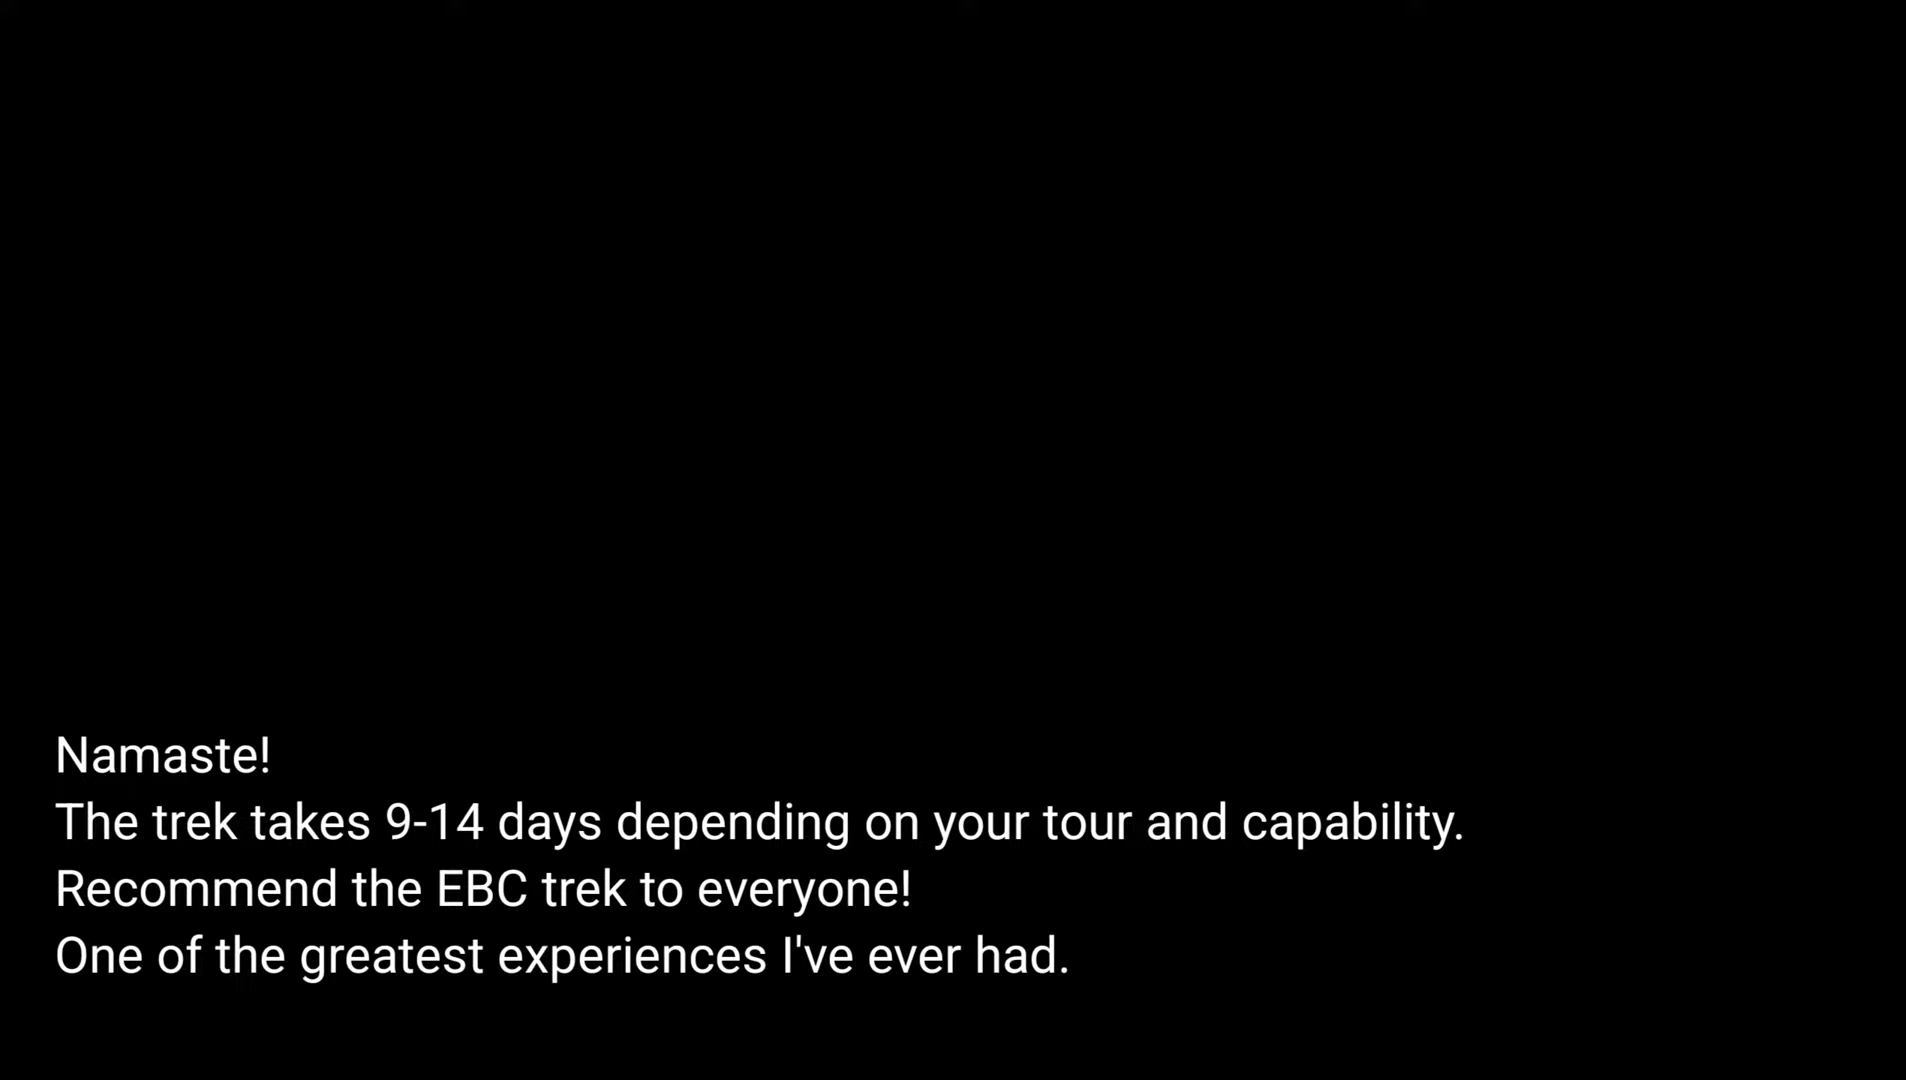 Namaste!
The trek takes 9-14 days depending on your tour and capability.
Recommend the EBC trek to everyone!
One of the greatest experiences I've ever had.